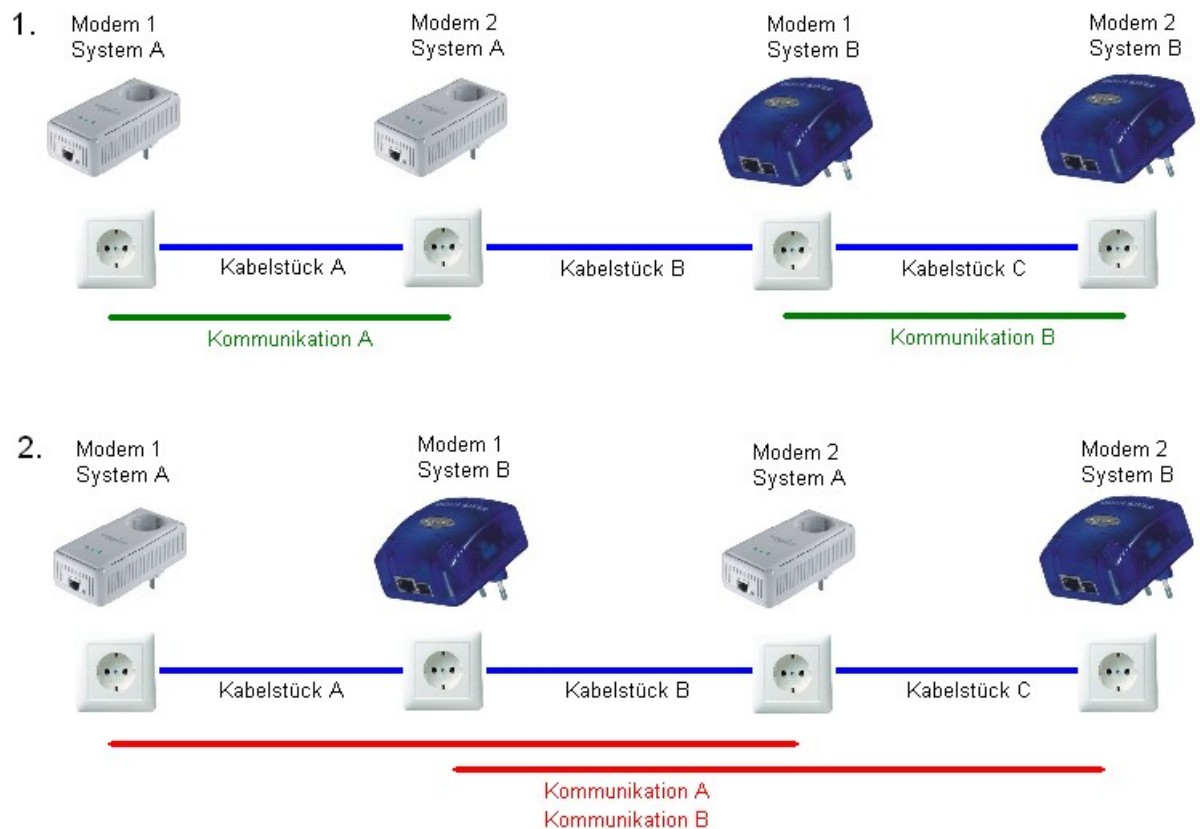 1.
Modem 1
System A
Modem 2
System A
Modem 1
System B
Modem 2
System B
Kabelstück A
Kabelstück B
Kabelstück C
Kommunikation A
Kommunikation B
2.
Modem 1
System A
Modem 1
System B
Modem 2
System A
Modem 2
System B
Kabelstück A
Kabelstück B
Kabelstück C
Kommunikation A
Kommunikation B